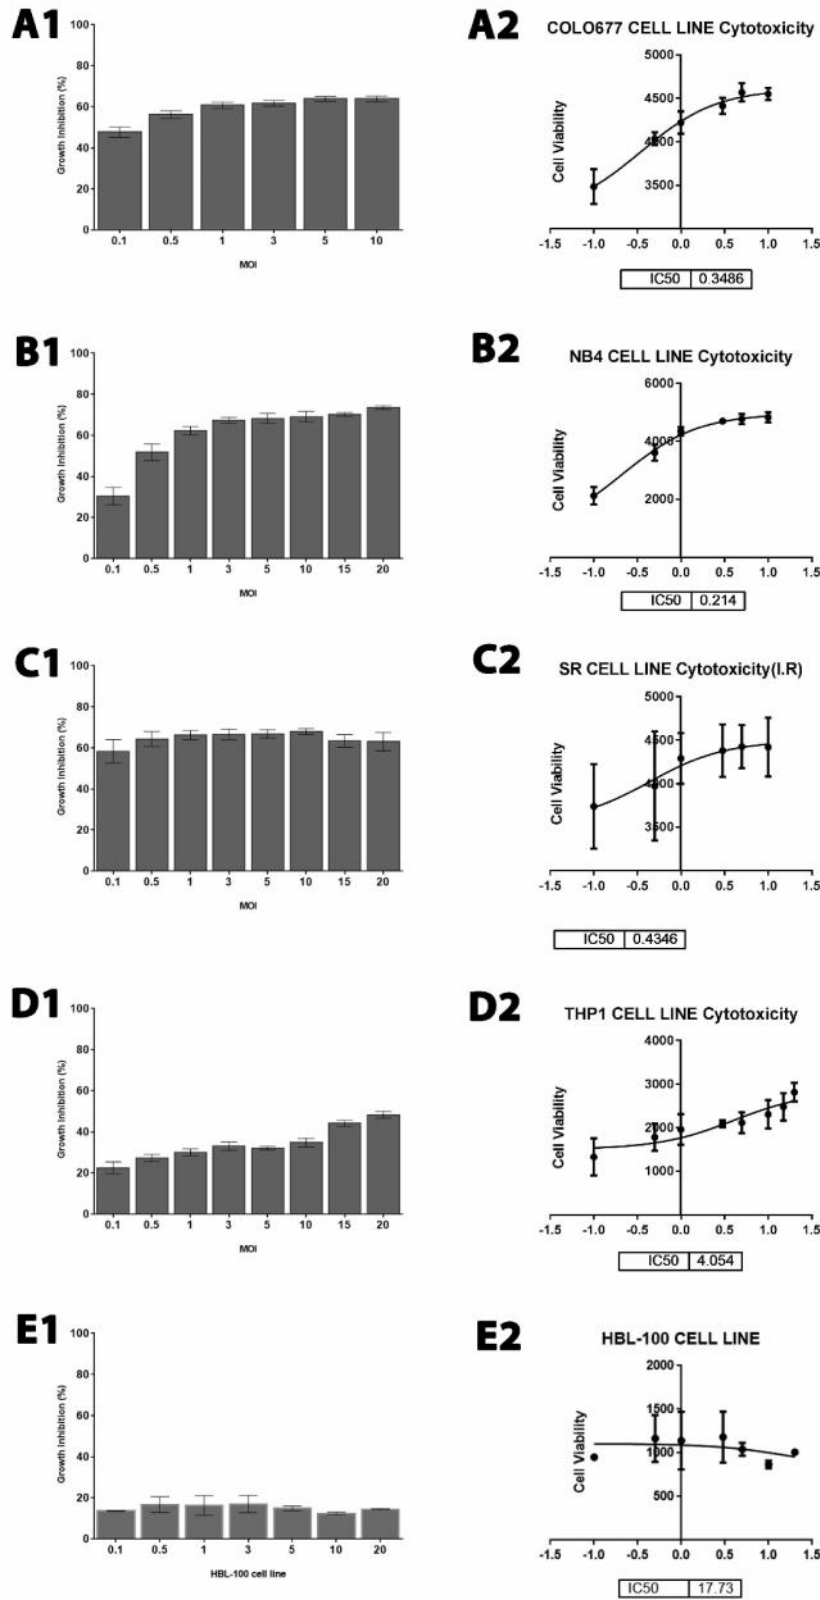 A1
100
80
60
40
20
0
Growth Inhibition (%)
0.1 0.5 1 3 5 10
MOI
A2
COLO677 CELL LINE Cytotoxicity
5000
4500
4000
3500
Cell Viability
-1.5 -1.0 -0.5 0.0 0.5 1.0 1.5
IC50 0.3486
B1
100
80
60
40
20
0
Growth Inhibition (%)
0.1 0.5 1 3 5 10 15 20
MOI
B2
NB4 CELL LINE Cytotoxicity
6000
4000
2000
Cell Viability
-1.5 -1.0 -0.5 0.0 0.5 1.0 1.5
IC50 0.214
C1
100
80
60
40
20
0
Growth Inhibition (%)
0.1 0.5 1 3 5 10 15 20
MOI
C2
SR CELL LINE Cytotoxicity(I.R)
5000
4500
4000
3500
Cell Viability
-1.5 -1.0 -0.5 0.0 0.5 1.0 1.5
IC50 0.4346
D1
100
80
60
40
20
0
Growth Inhibition (%)
0.1 0.5 1 3 5 10 15 20
MOI
D2
THP1 CELL LINE Cytotoxicity
4000
3000
2000
1000
Cell Viability
-1.5 -1.0 -0.5 0.0 0.5 1.0 1.5
IC50 4.054
E1
100
80
60
40
20
0
Growth Inhibition (%)
0.1 0.5 1 3 5 10 20
HBL-100 cell line
E2
HBL-100 CELL LINE
2000
1500
1000
500
Cell Viability
-1.5 -1.0 -0.5 0.0 0.5 1.0 1.5
IC50 17.73